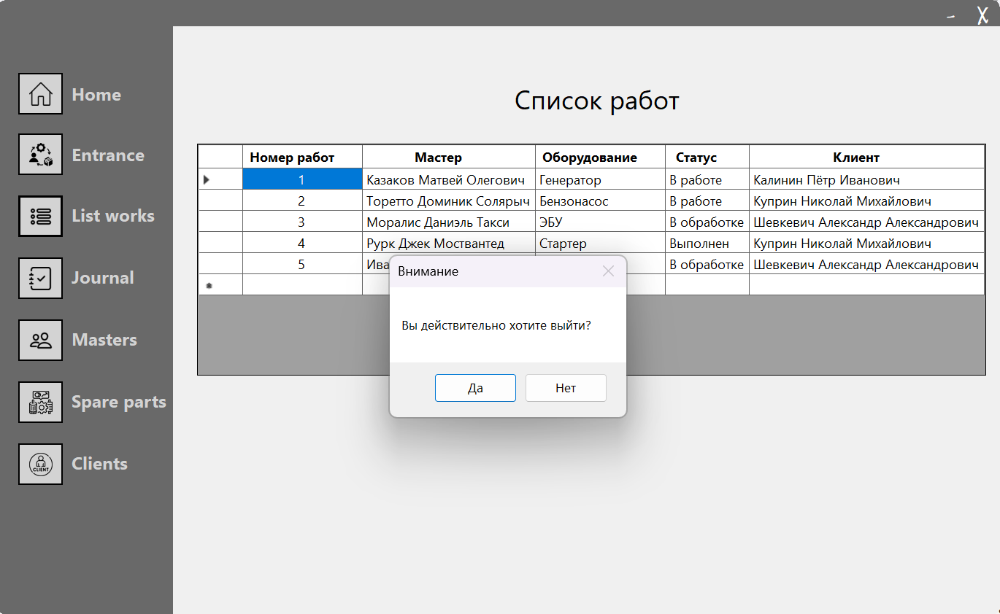 X
Home
Entrance
List works
Journal
Masters
Spare parts
CLIENT
Clients
Список работ
Номер работ Мастер Оборудование Статус Клиент
1 Казаков Матвей Олегович Генератор В работе Калинин Пётр Иванович
2 Торетто Доминик Солярыч Бензонасос В работе Куприн Николай Михайлович
3 Моралис Даниэль Такси ЭБУ В обработке Шевкевич Александр Александрович
4 Рурк Джек Моствантед Стартер Выполнен Куприн Николай Михайлович
5 В обработке Шевкевич Александр Александрович
Внимание
Вы действительно хотите выйти?
Да Нет